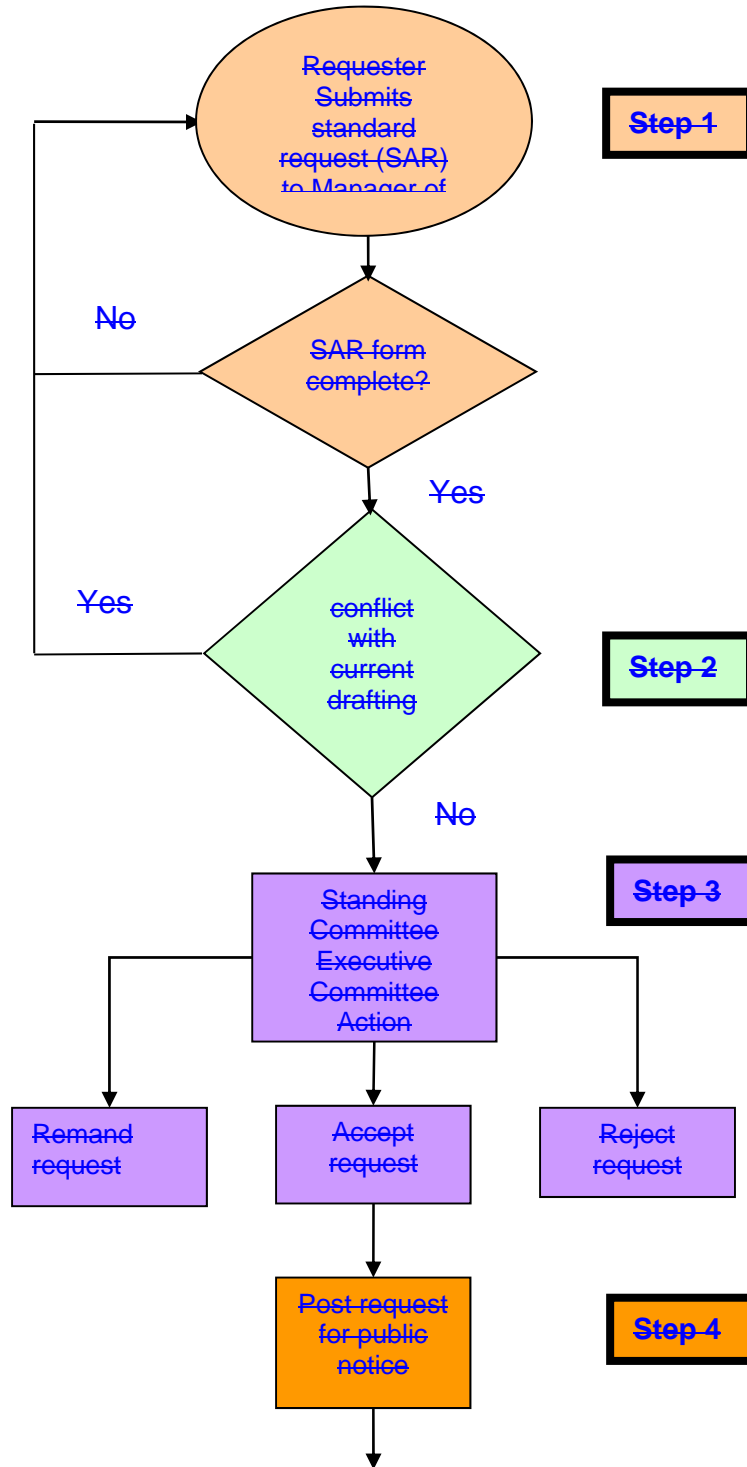 Requester
Submits
standard
request (SAR)
to Manager of
Step 1
No
SAR form
complete?
Yes
Yes
conflict
with
current
drafting
Step 2
No
Standing
Committee
Executive
Committee
Action
Step 3
Remand
request
Accept
request
Reject
request
Post request
for public
notice
Step 4